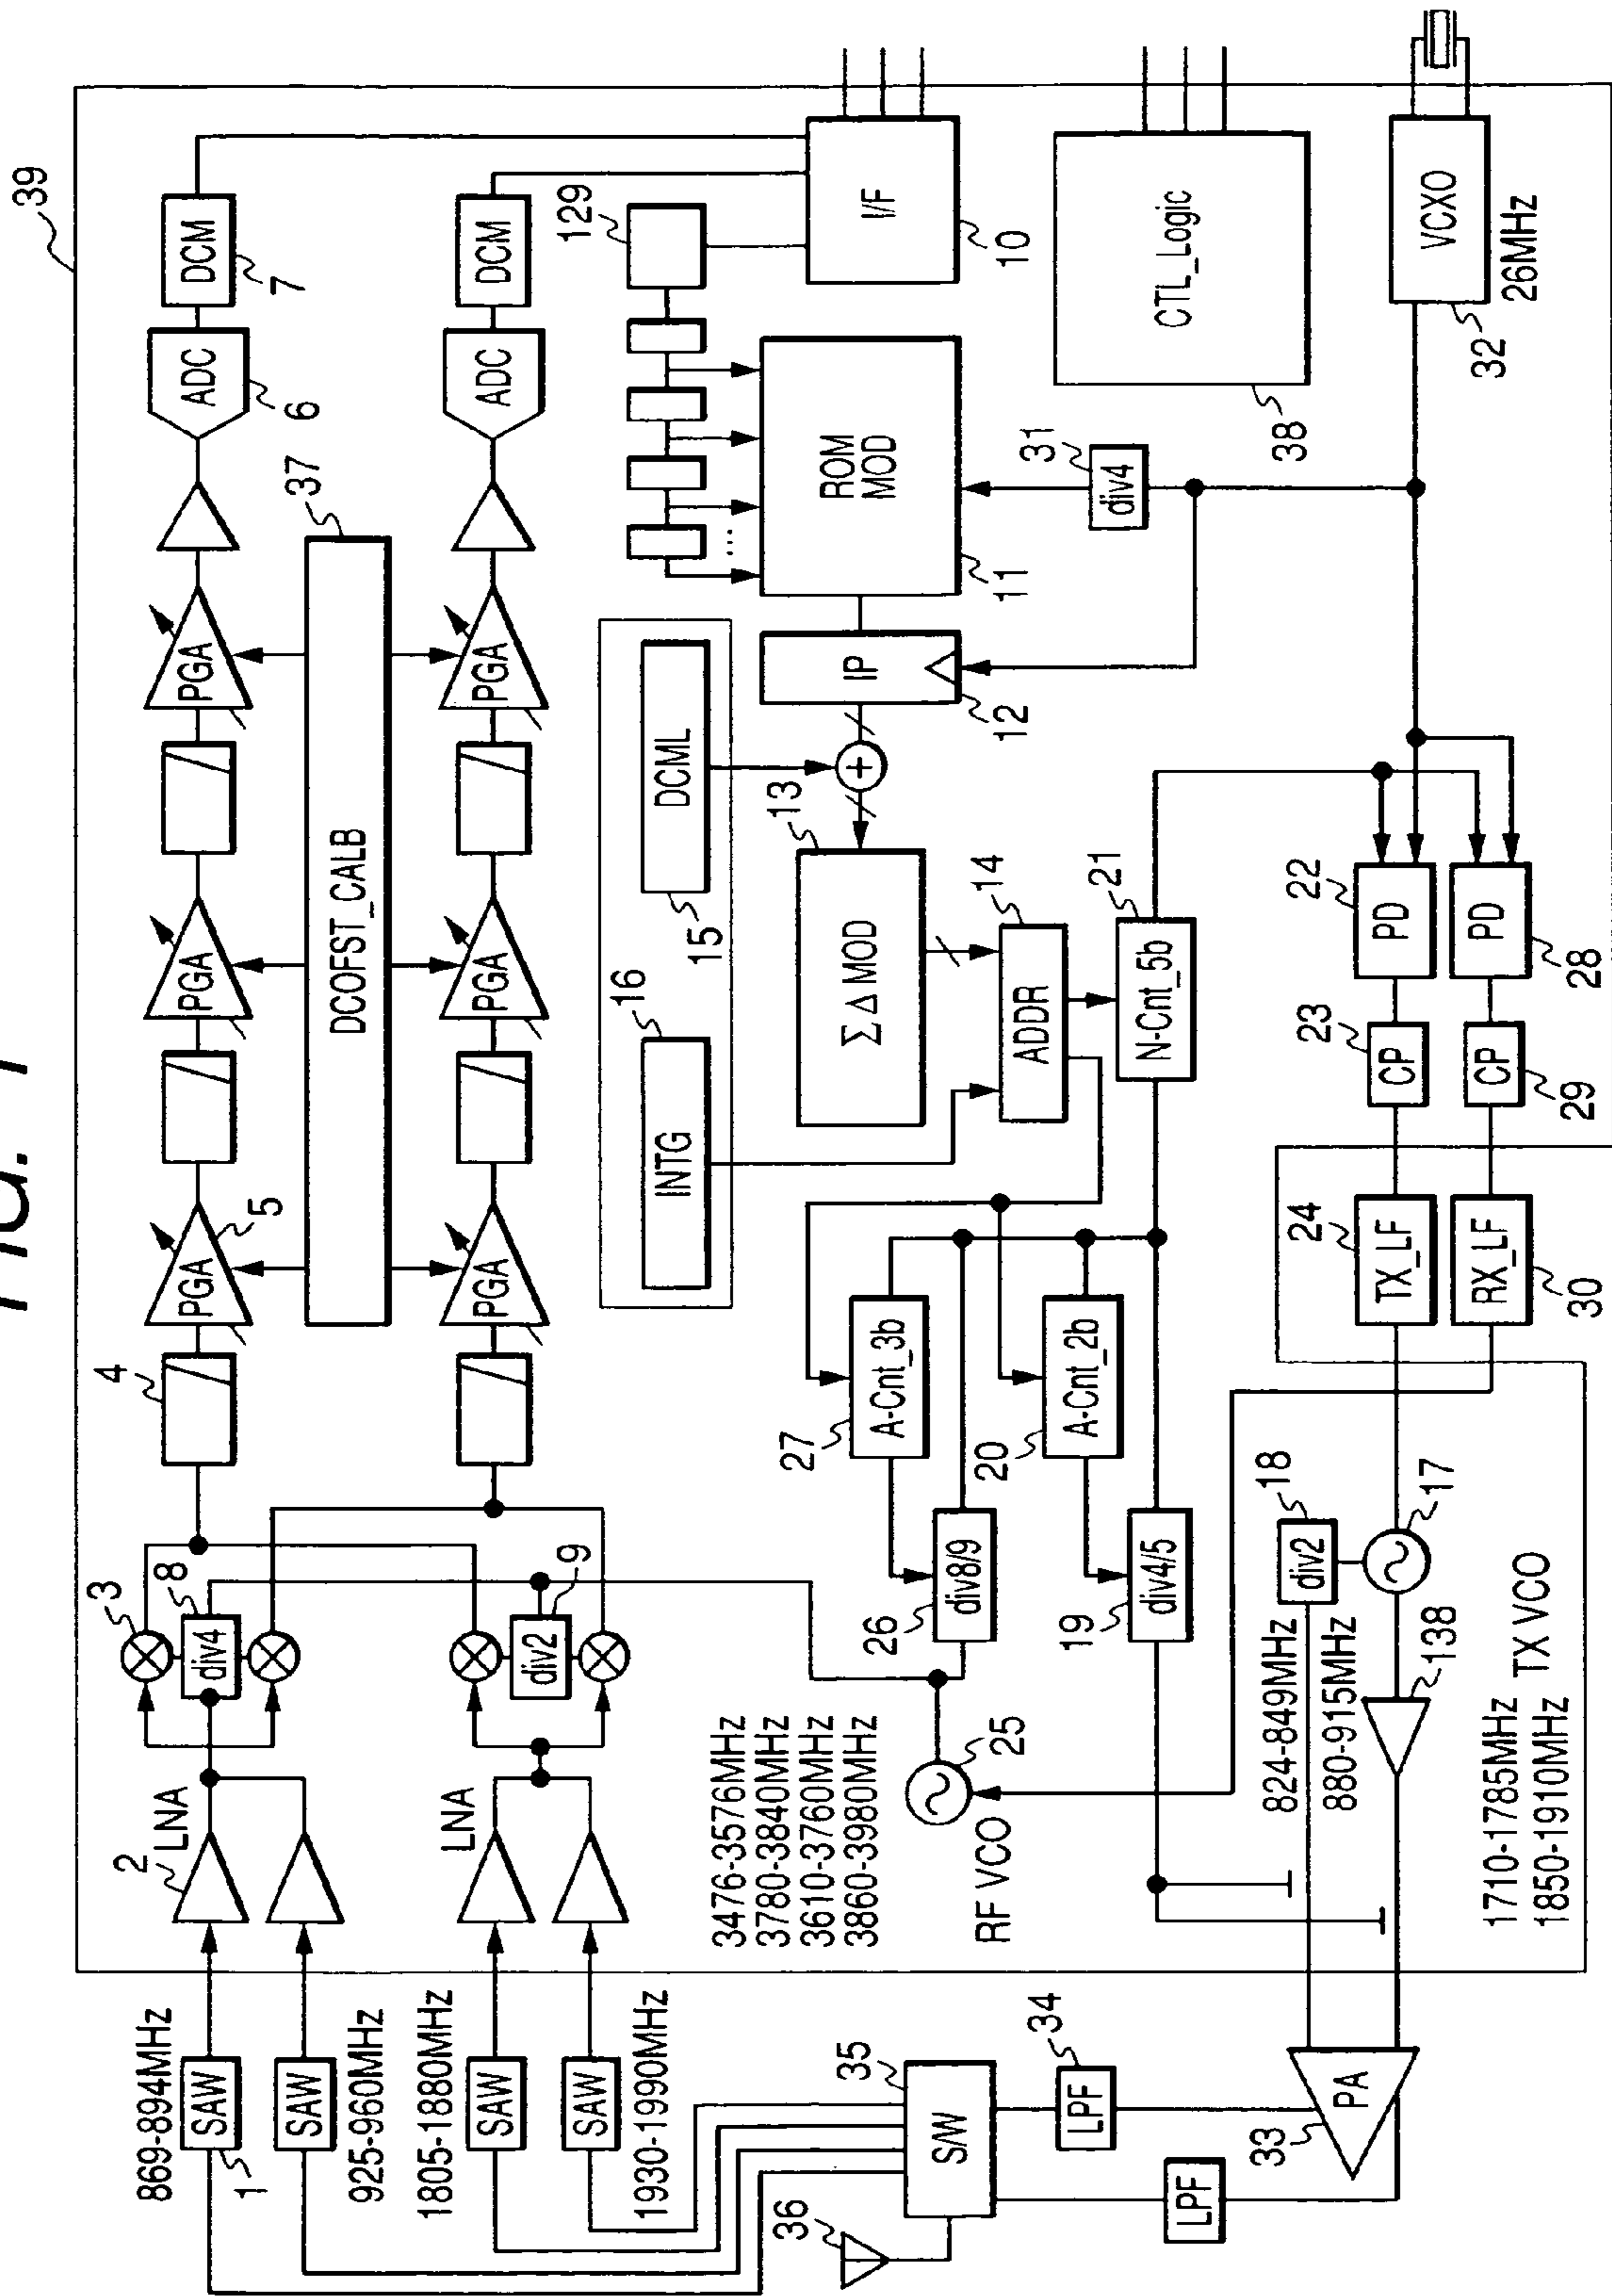 FIG. 1
39
869-894MHz
SAW
1
925-960MHz
SAW
1805-1880MHz
SAW
1930-1990MHz
SAW
2
LNA
LNA
3
div4
8
div2
9
4
PGA
5
PGA
PGA
PGA
PGA
PGA
DCOFST_CALB
37
ADC
6
ADC
DCM
7
DCM
129
I/F
10
ROM
MOD
11
IP
12
DCML
15
INTG
16
13
ΣΔ MOD
14
ADDR
21
N-Cnt_5b
A-Cnt_3b
27
A-Cnt_2b
20
div8/9
26
div4/5
19
3476-3576MHz
3780-3840MHz
3610-3760MHz
3860-3980MHz
RF VCO
25
31
div4
CTL_Logic
38
VCXO
32
26MHz
22
PD
PD
28
23
CP
CP
29
24
TX_LF
RX_LF
30
18
div2
17
TX VCO
824-849MHz
880-915MHz
138
1710-1785MHz
1850-1910MHz
35
S/W
36
34
LPF
LPF
33
PA
...